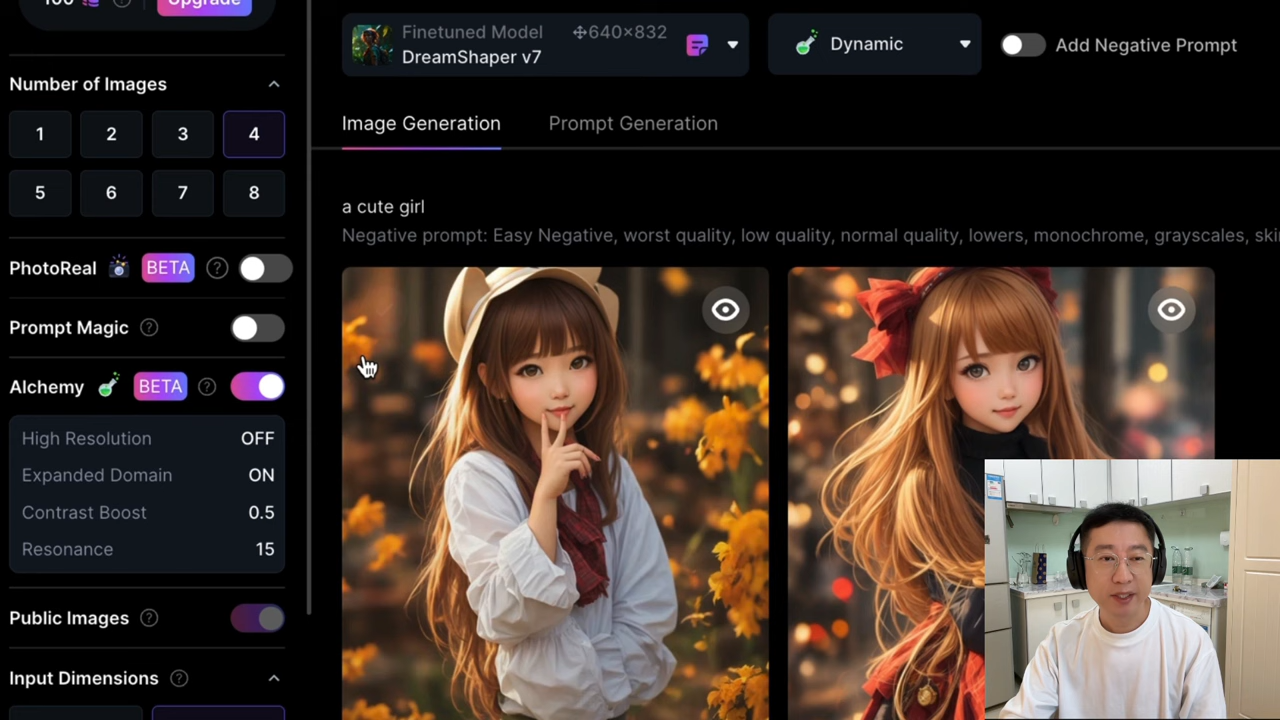 100
Upgrade
Number of Images
1
2
3
4
5
6
7
8
PhotoReal BETA ?
Prompt Magic ?
Alchemy BETA ?
High Resolution OFF
Expanded Domain ON
Contrast Boost 0.5
Resonance 15
Public Images ?
Input Dimensions ?
Finetuned Model 640×832
DreamShaper v7
Dynamic
Add Negative Prompt
Image Generation
Prompt Generation
a cute girl
Negative prompt: Easy Negative, worst quality, low quality, normal quality, lowers, monochrome, grayscales, ski